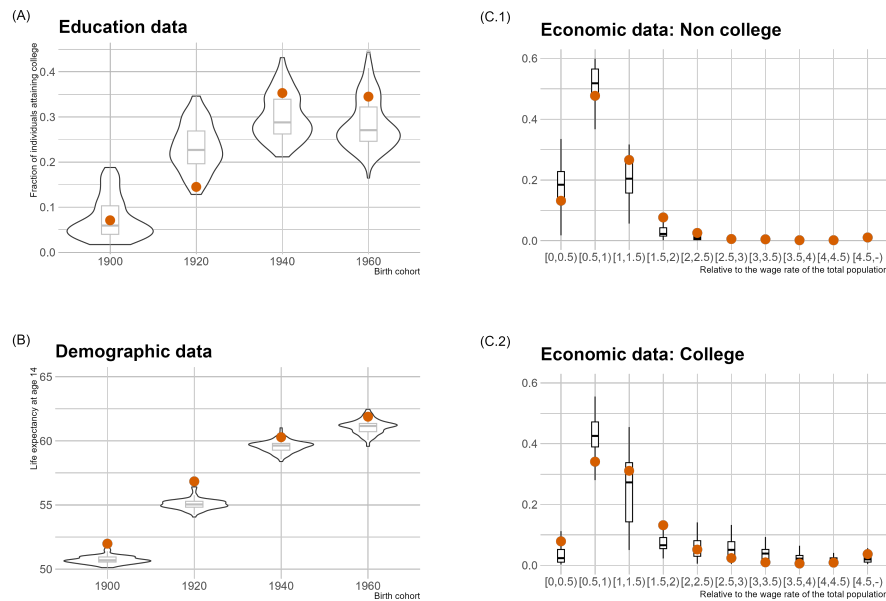 (A)
Education data
Fraction of individuals attaining college
0.4
0.3
0.2
0.1
0.0
1900 1920 1940 1960
Birth cohort
(C.1)
Economic data: Non college
0.6
0.4
0.2
0.0
[0,0.5) [0.5,1) [1,1.5) [1.5,2) [2,2.5) [2.5,3) [3,3.5) [3.5,4) [4,4.5) [4.5,-)
Relative to the wage rate of the total population
(B)
Demographic data
Life expectancy at age 14
65
60
55
50
1900 1920 1940 1960
Birth cohort
(C.2)
Economic data: College
0.6
0.4
0.2
0.0
[0,0.5) [0.5,1) [1,1.5) [1.5,2) [2,2.5) [2.5,3) [3,3.5) [3.5,4) [4,4.5) [4.5,-)
Relative to the wage rate of the total population